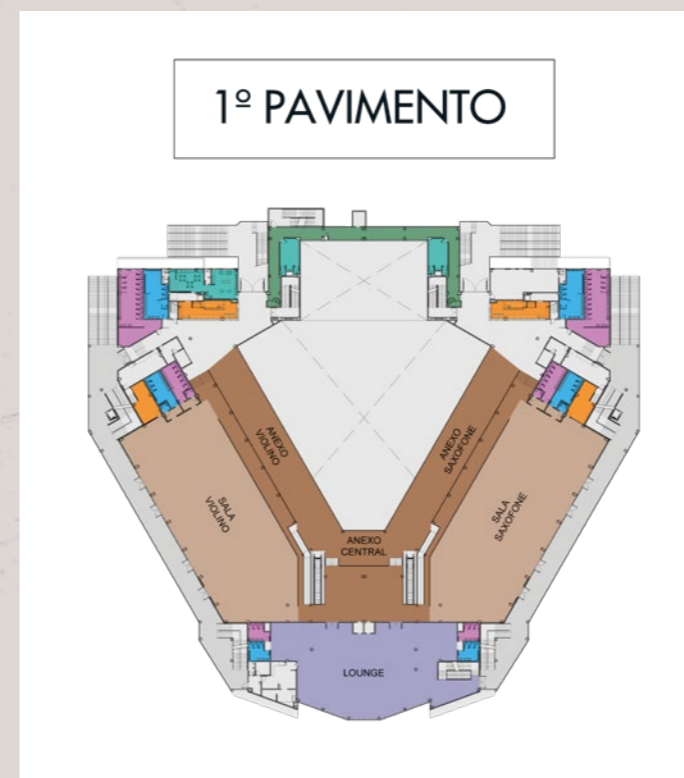 1º PAVIMENTO
ANEXO
VIOLINO
ANEXO
SAXOFONE
SALA
VIOLINO
SALA
SAXOFONE
ANEXO
CENTRAL
LOUNGE